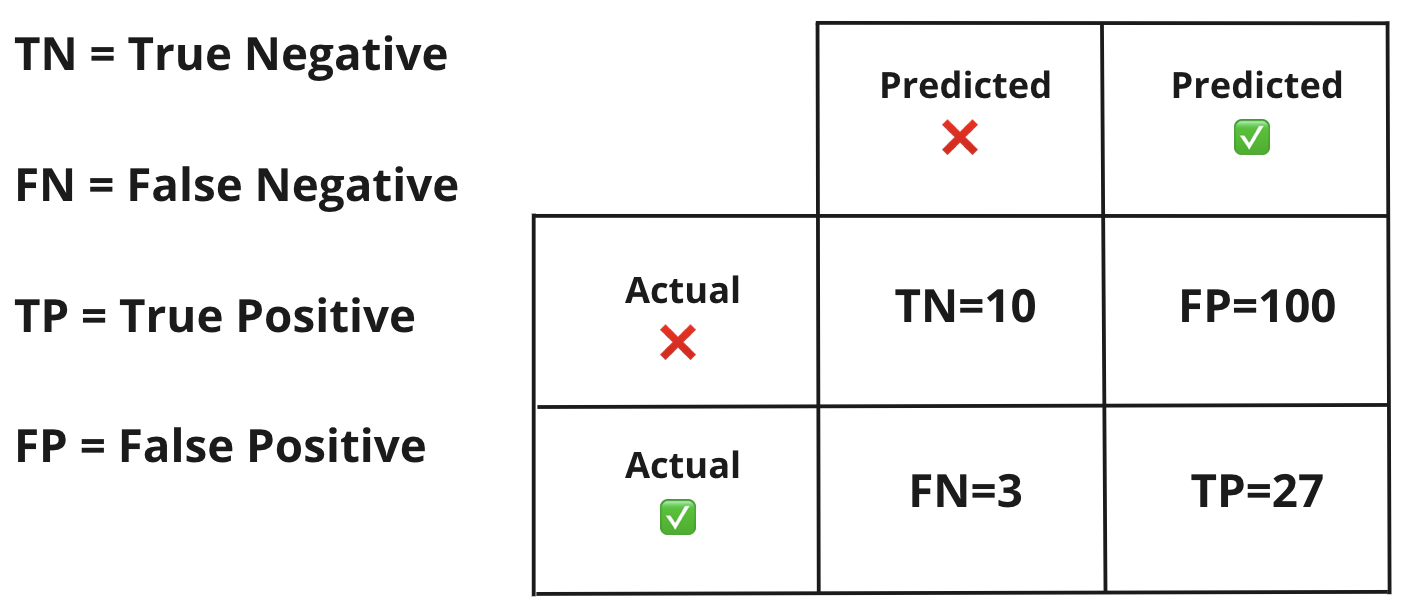 TN = True Negative
FN = False Negative
TP = True Positive
FP = False Positive
Predicted
❌
Predicted
✅
Actual
❌
TN=10
FP=100
Actual
✅
FN=3
TP=27